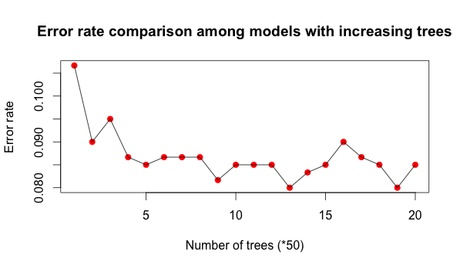 Error rate comparison among models with increasing trees
Error rate
0.100
0.090
0.080
5 10 15 20
Number of trees (*50)